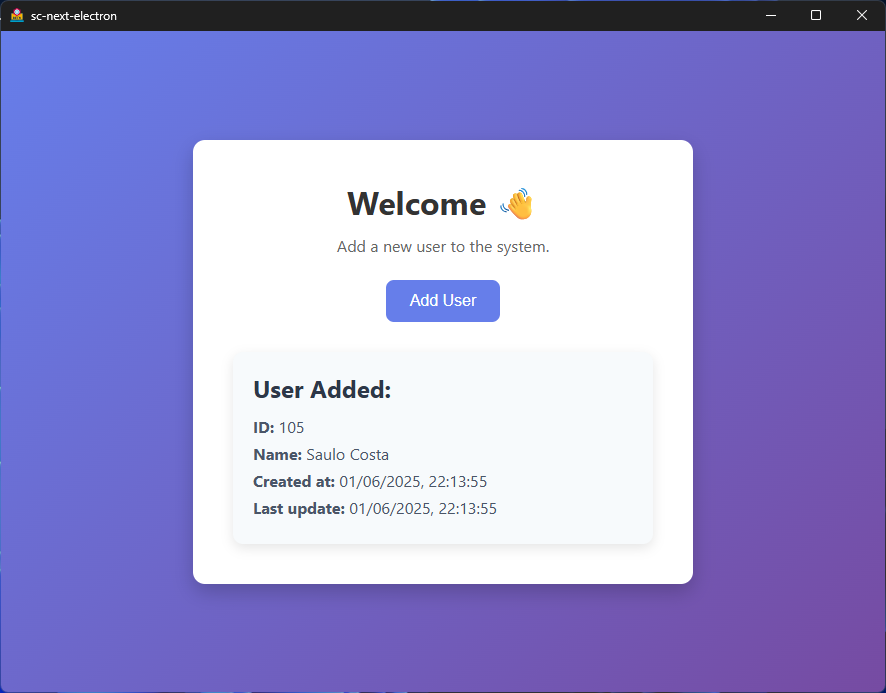 sc-next-electron
Welcome 👋
Add a new user to the system.
Add User
User Added:
ID: 105
Name: Saulo Costa
Created at: 01/06/2025, 22:13:55
Last update: 01/06/2025, 22:13:55